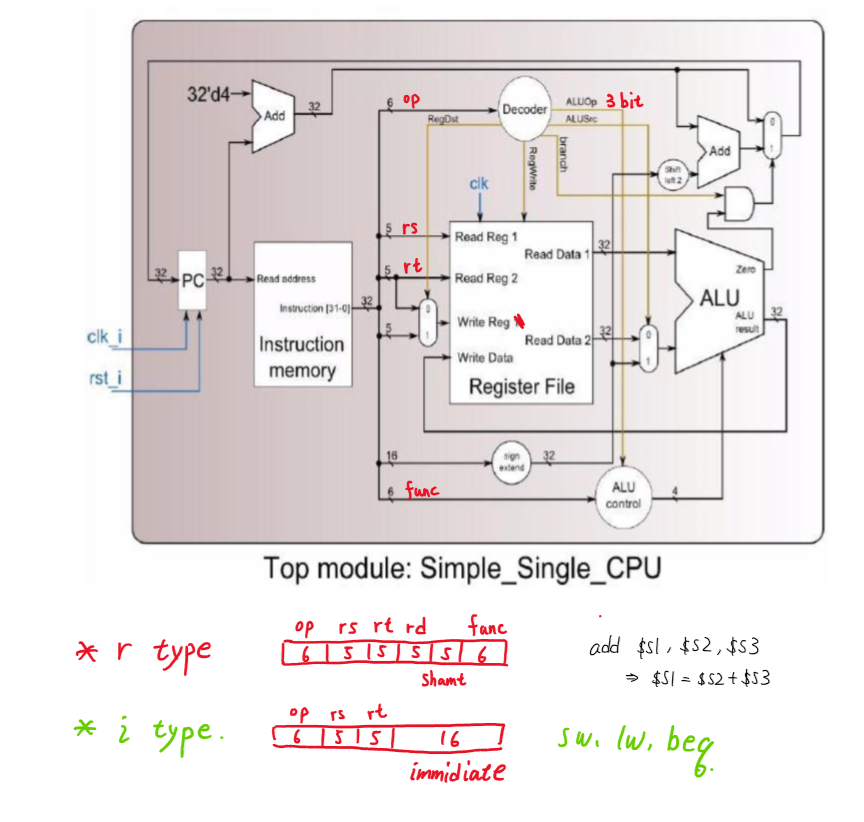 32'd4
Add
32
6 op
Decoder
ALUOp 3 bit
RegDst
ALUSrc
branch
RegWrite
0
1
Add
Shift left 2
clk
5 rs
Read Reg 1
Read Data 1
32
Zero
32
PC
32
Read address
5 rt
Read Reg 2
ALU
Instruction [31-0]
32
0
1
Write Reg
5
Read Data 2
32
0
1
ALU result
32
clk_i
Instruction memory
Write Data
rst_i
Register File
16
sign extend
32
6 func
ALU control
4
Top module: Simple_Single_CPU
op rs rt rd func
* r type
6 5 5 5 5 6
shamt
add $S1, $S2, $S3
⇒ $S1 = $S2 + $S3
op rs rt
* i type.
6 5 5 16
immidiate
sw, lw, beq.